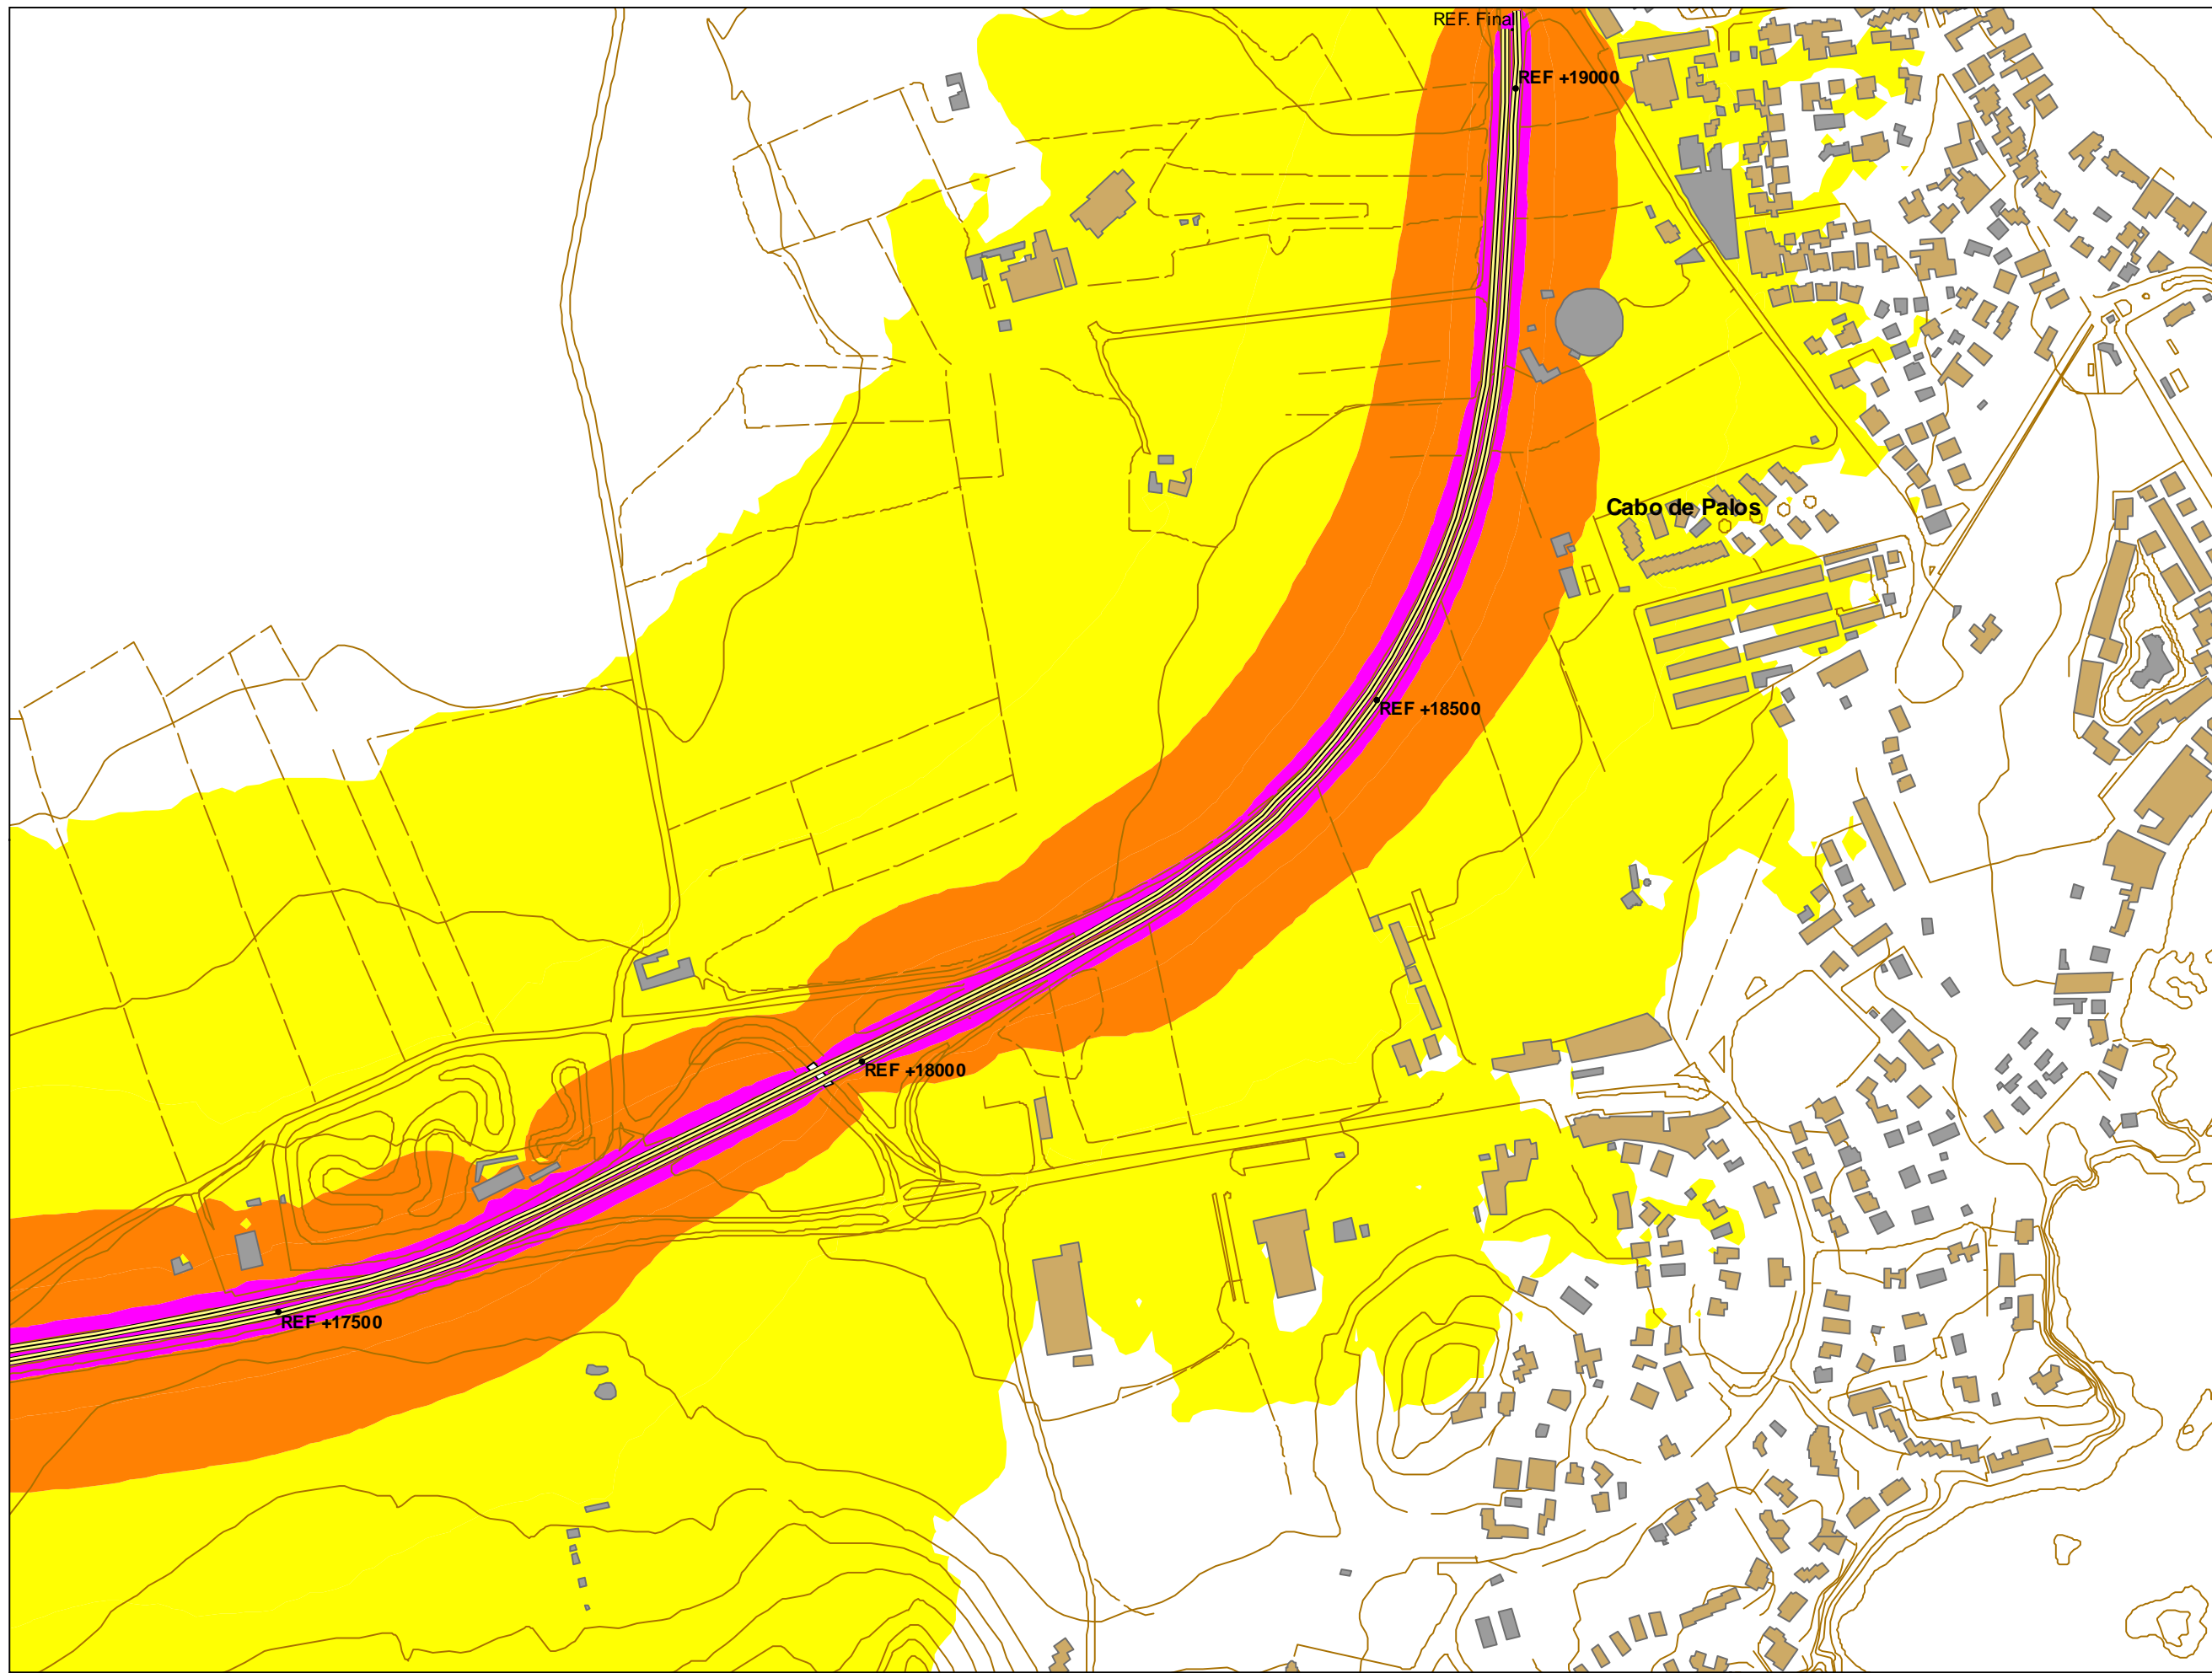 REF. Final
REF +19000
Cabo de Palos
REF +18500
REF +18000
REF +17500